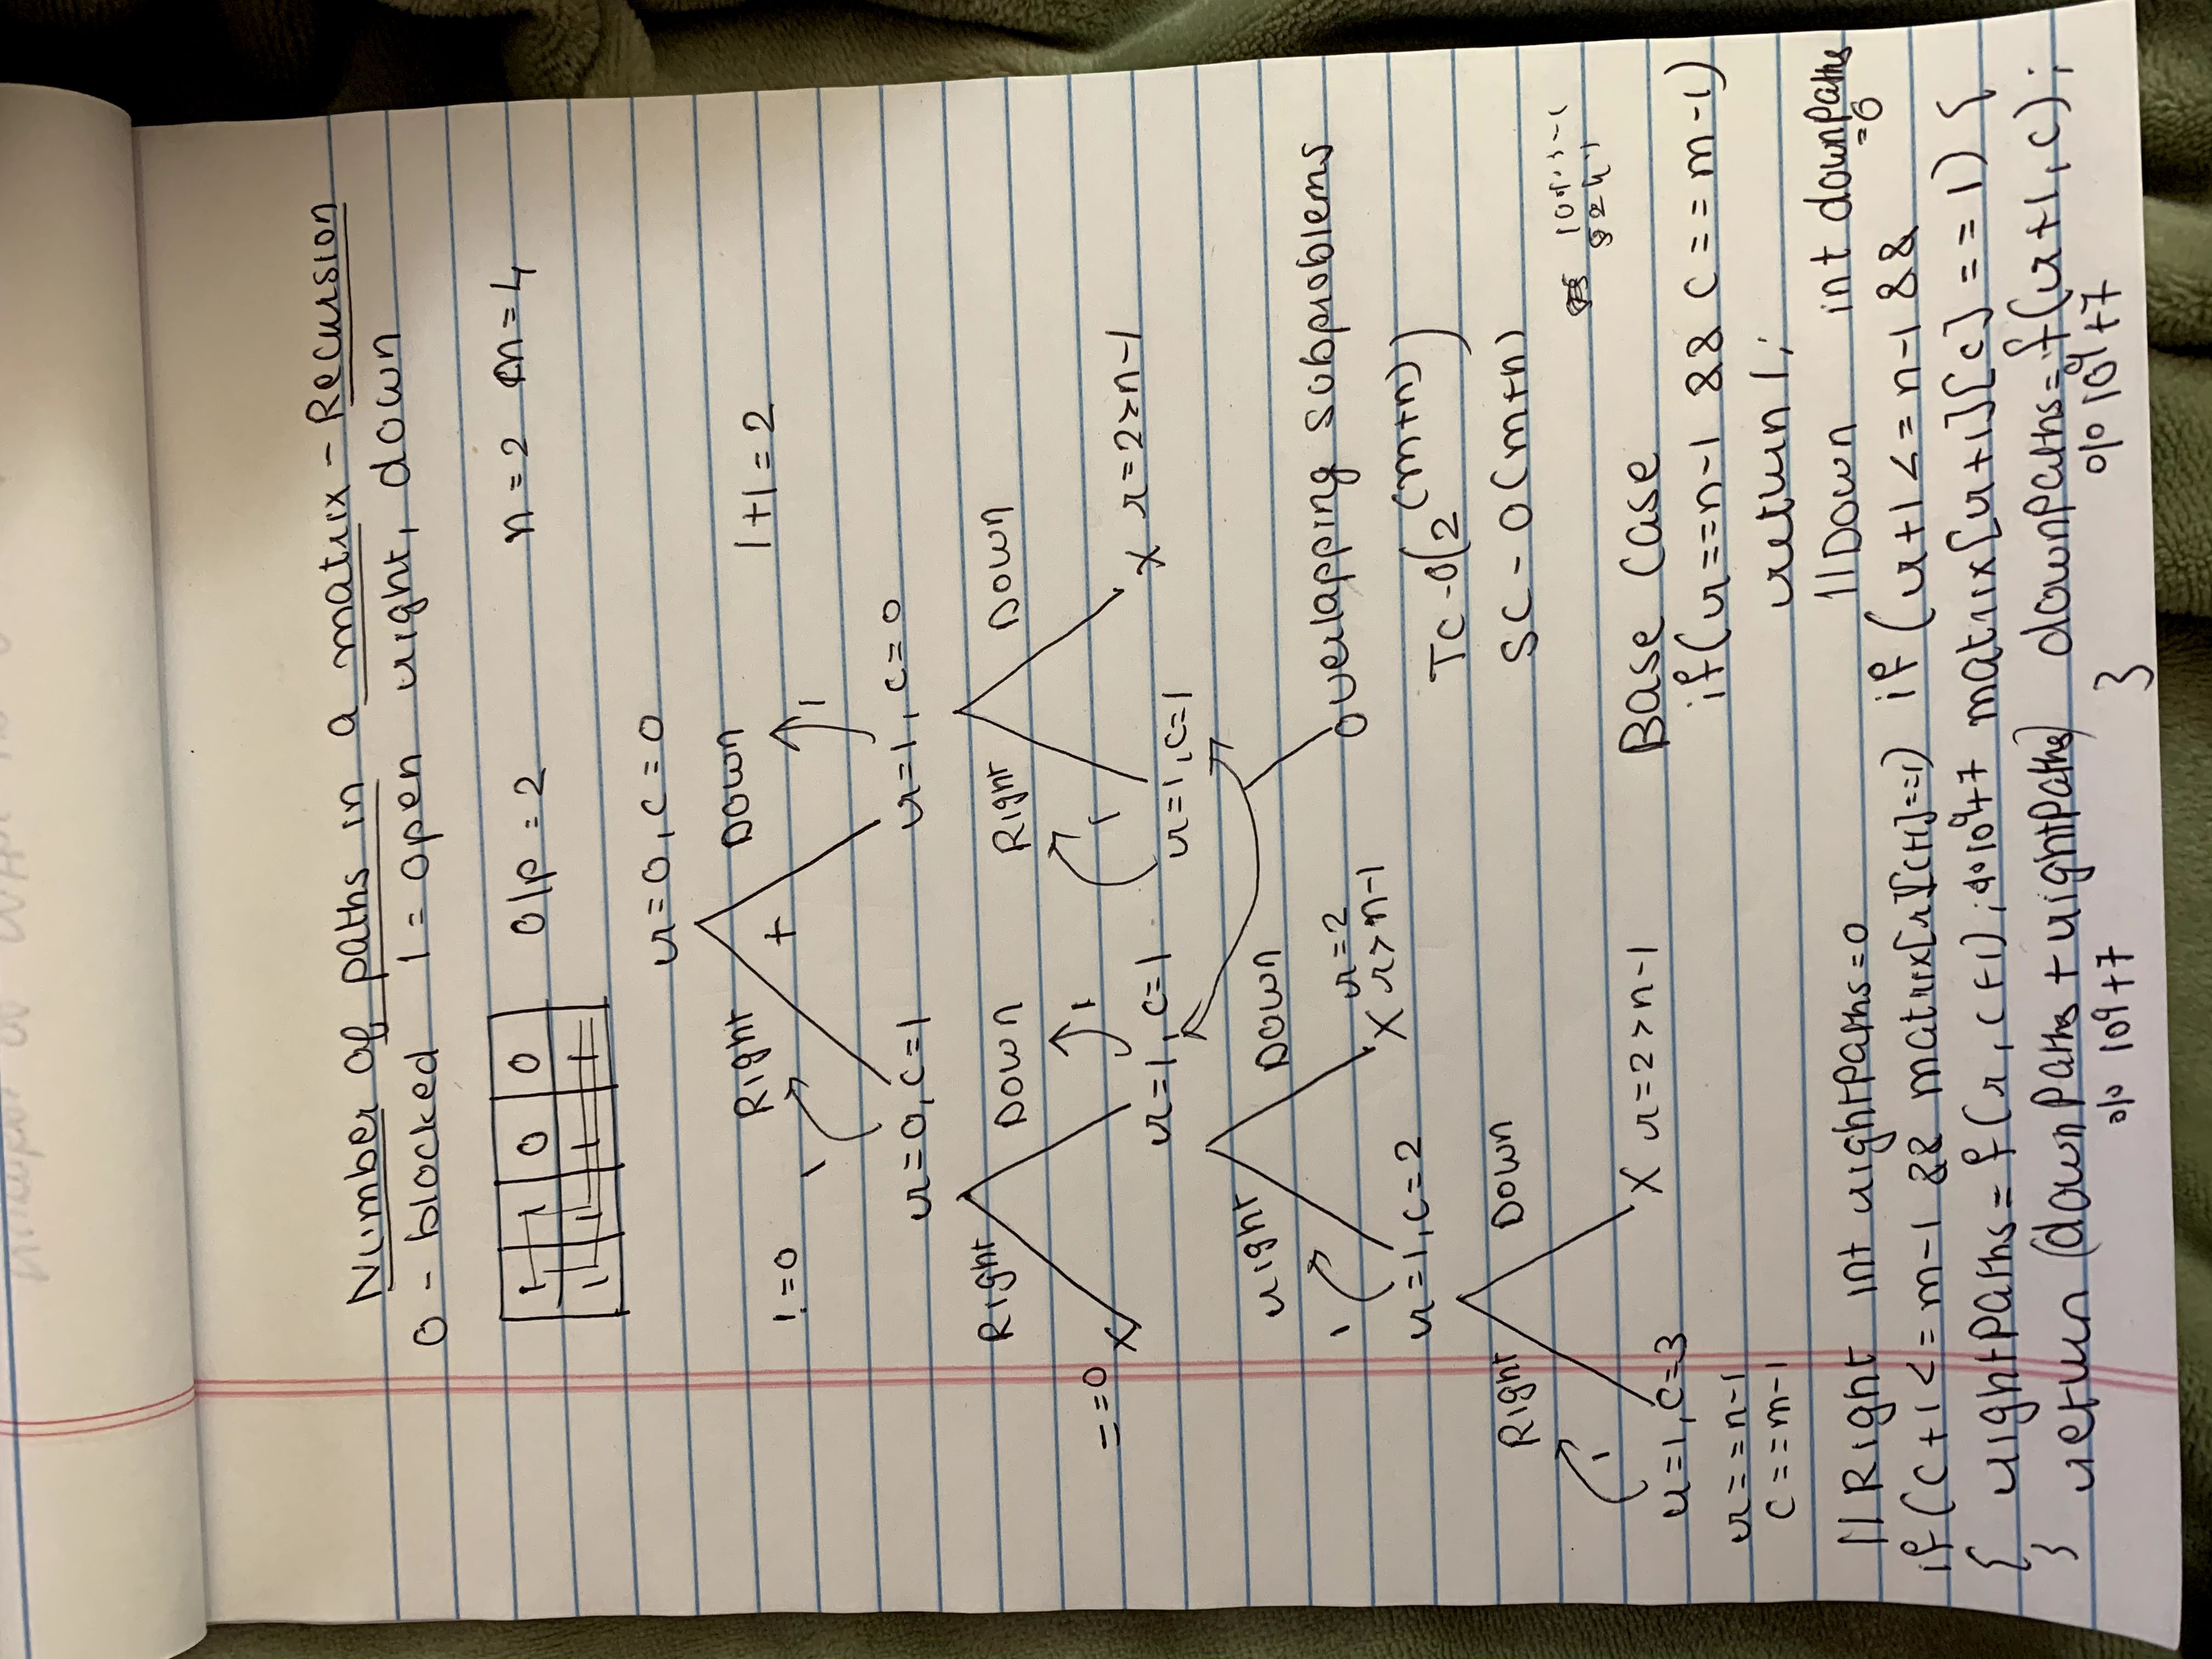 Number of paths in a matrix - Recursion
0 - blocked 1 = open right, down
1 1 0 0
1 1 1 1
O/p = 2
n = 2 m = 4
r=0, c=0
Right
Down
1+1=2
!=0
1
+
1
r=0, c=1
r=1, c=0
Right
Down
Right
Down
==0
X
1
1
X r=2>n-1
r=1, c=1
r=1, c=1
right
Down
overlapping subproblems
1
r=2
X r>n-1
r=1, c=2
TC - O(2^(m+n))
SC - O(m+n)
Right
Down
1
X r=2>n-1
r=1, c=3
r==n-1
c==m-1
Base Case
if(r==n-1 && c==m-1)
return 1;
//Right int rightPaths=0
if(c+1<=m-1 && matrix[r][c+1]==1)
{ rightPaths=f(r, c+1); %10^9+7
}
//Down int downPaths
=0
if(r+1<=n-1 &&
matrix[r+1][c]==1) {
downPaths=f(r+1, c);
% 10^9+7
}
return (downPaths + rightPaths)
% 10^9+7